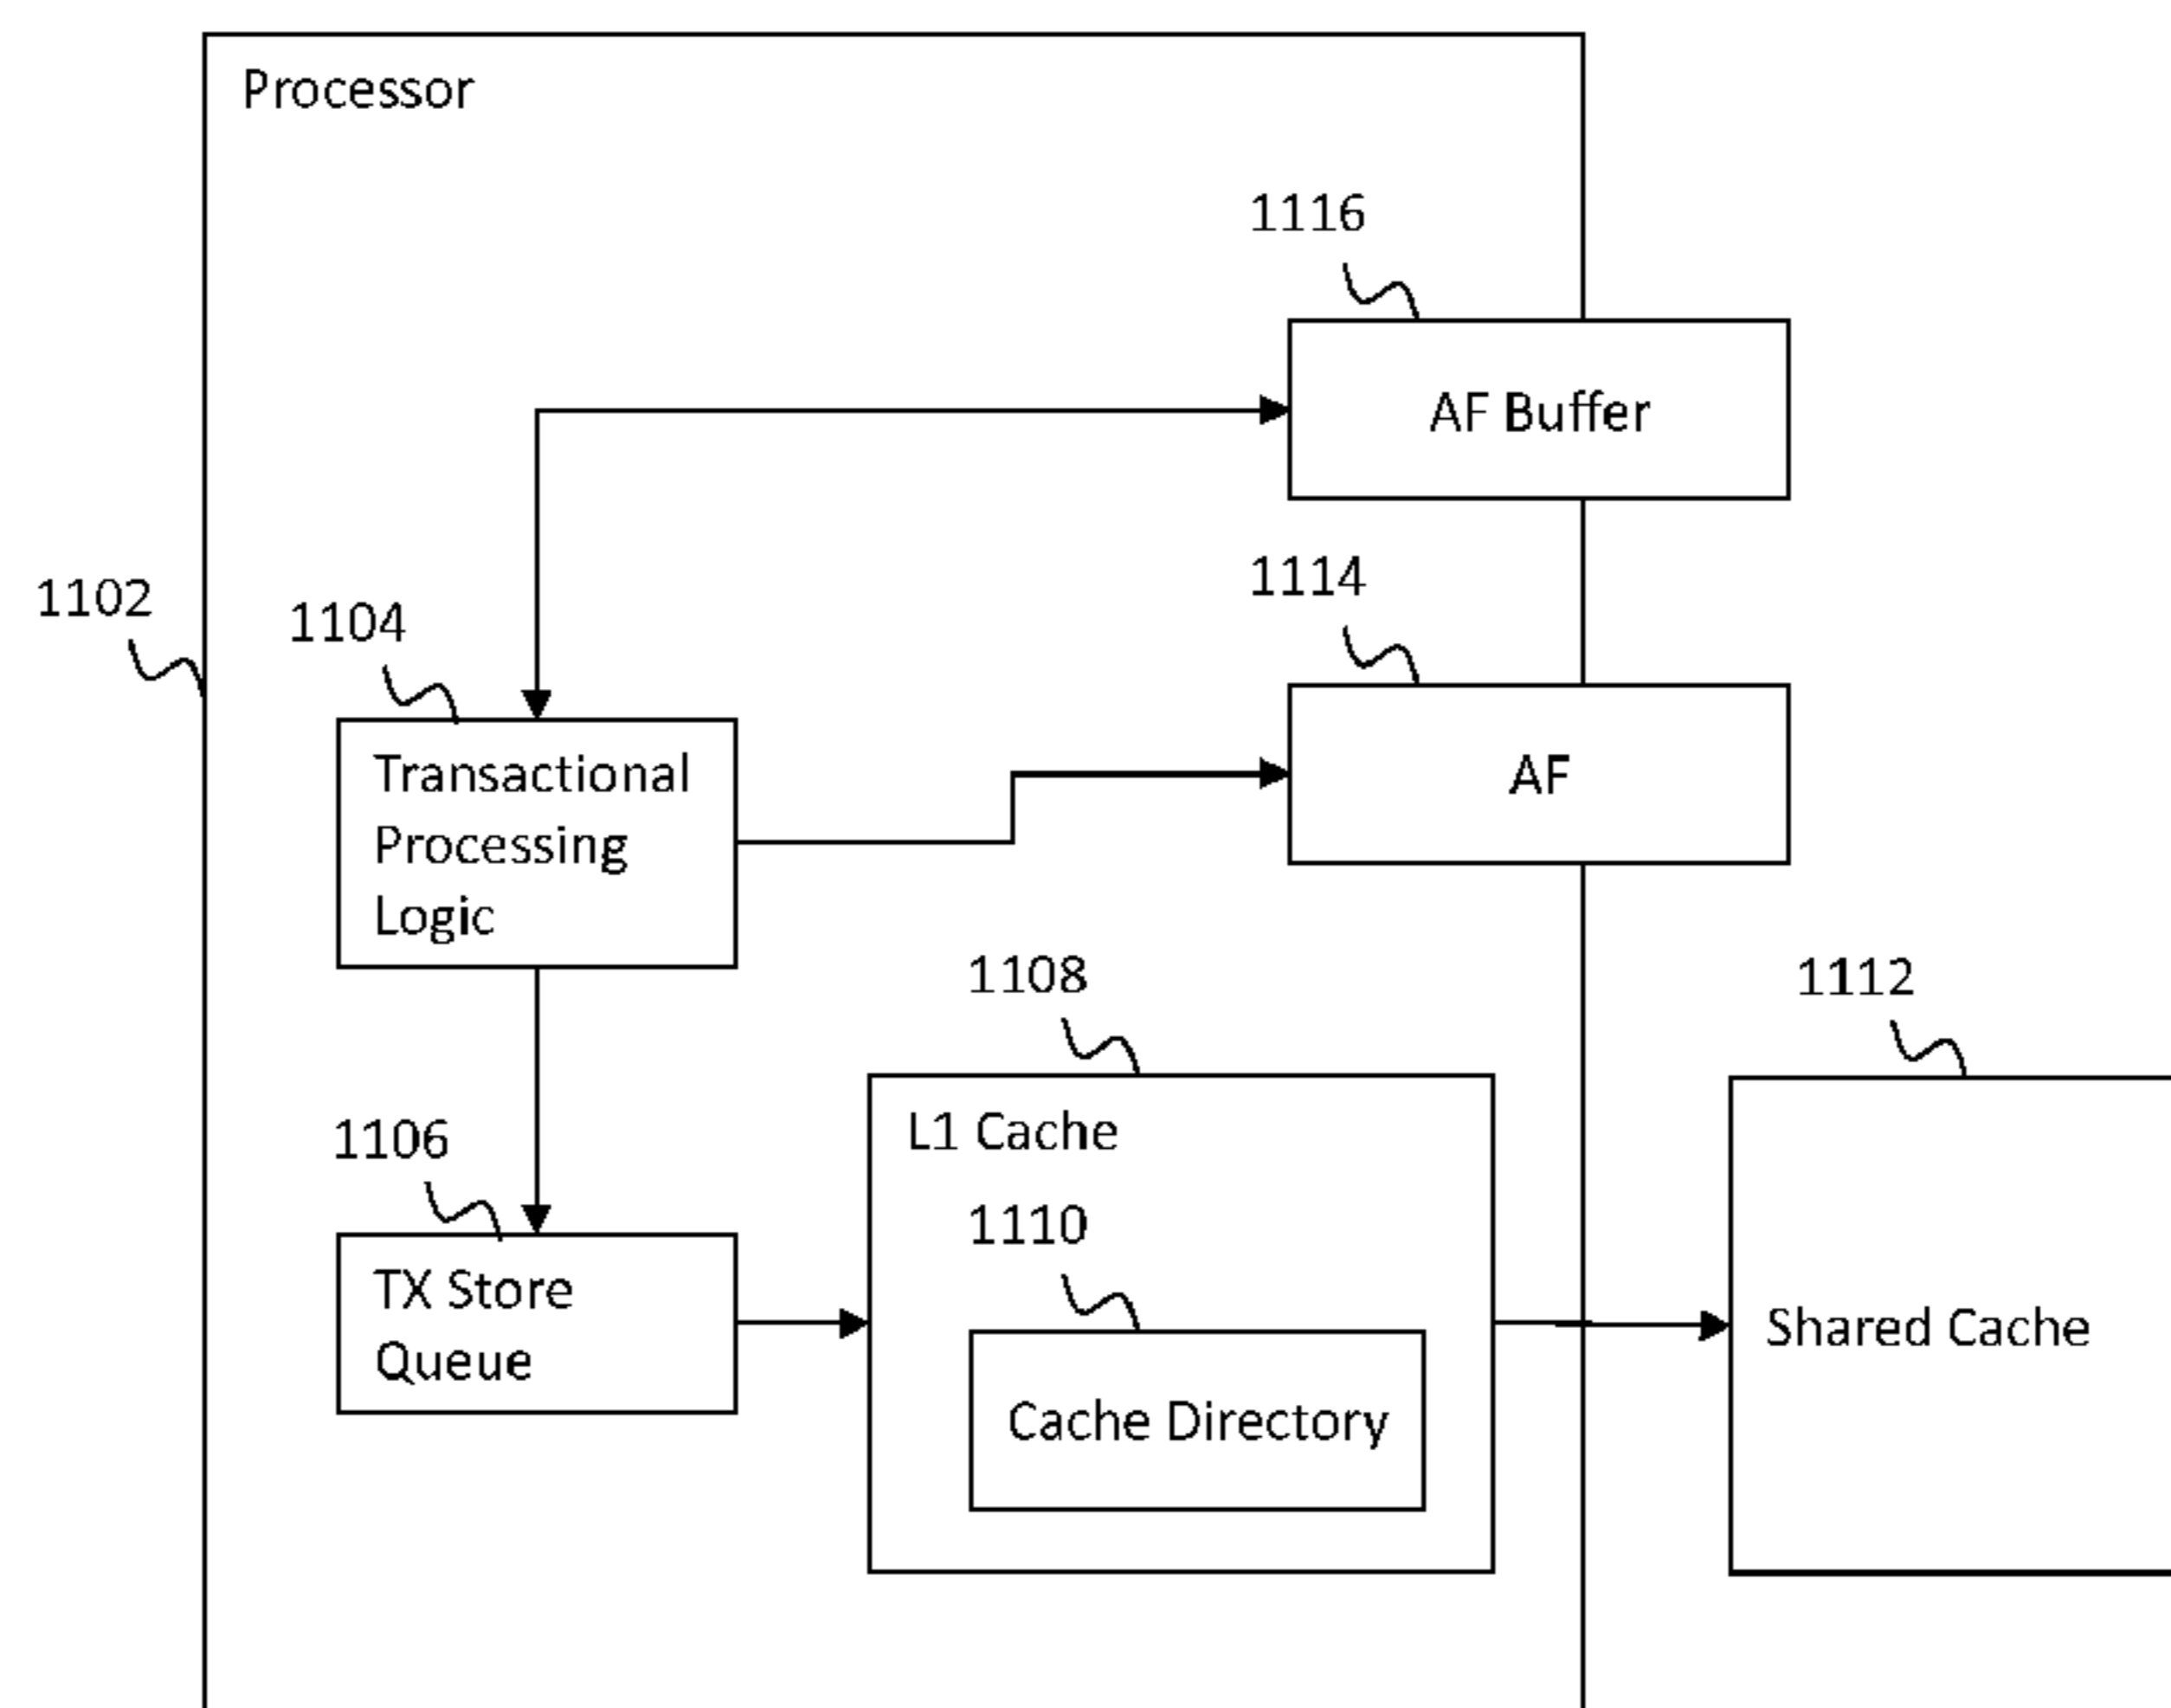 Processor
1116
AF Buffer
1114
1102
1104
AF
Transactional
Processing
Logic
1108
1112
L1 Cache
1106
1110
TX Store
Queue
Shared Cache
Cache Directory